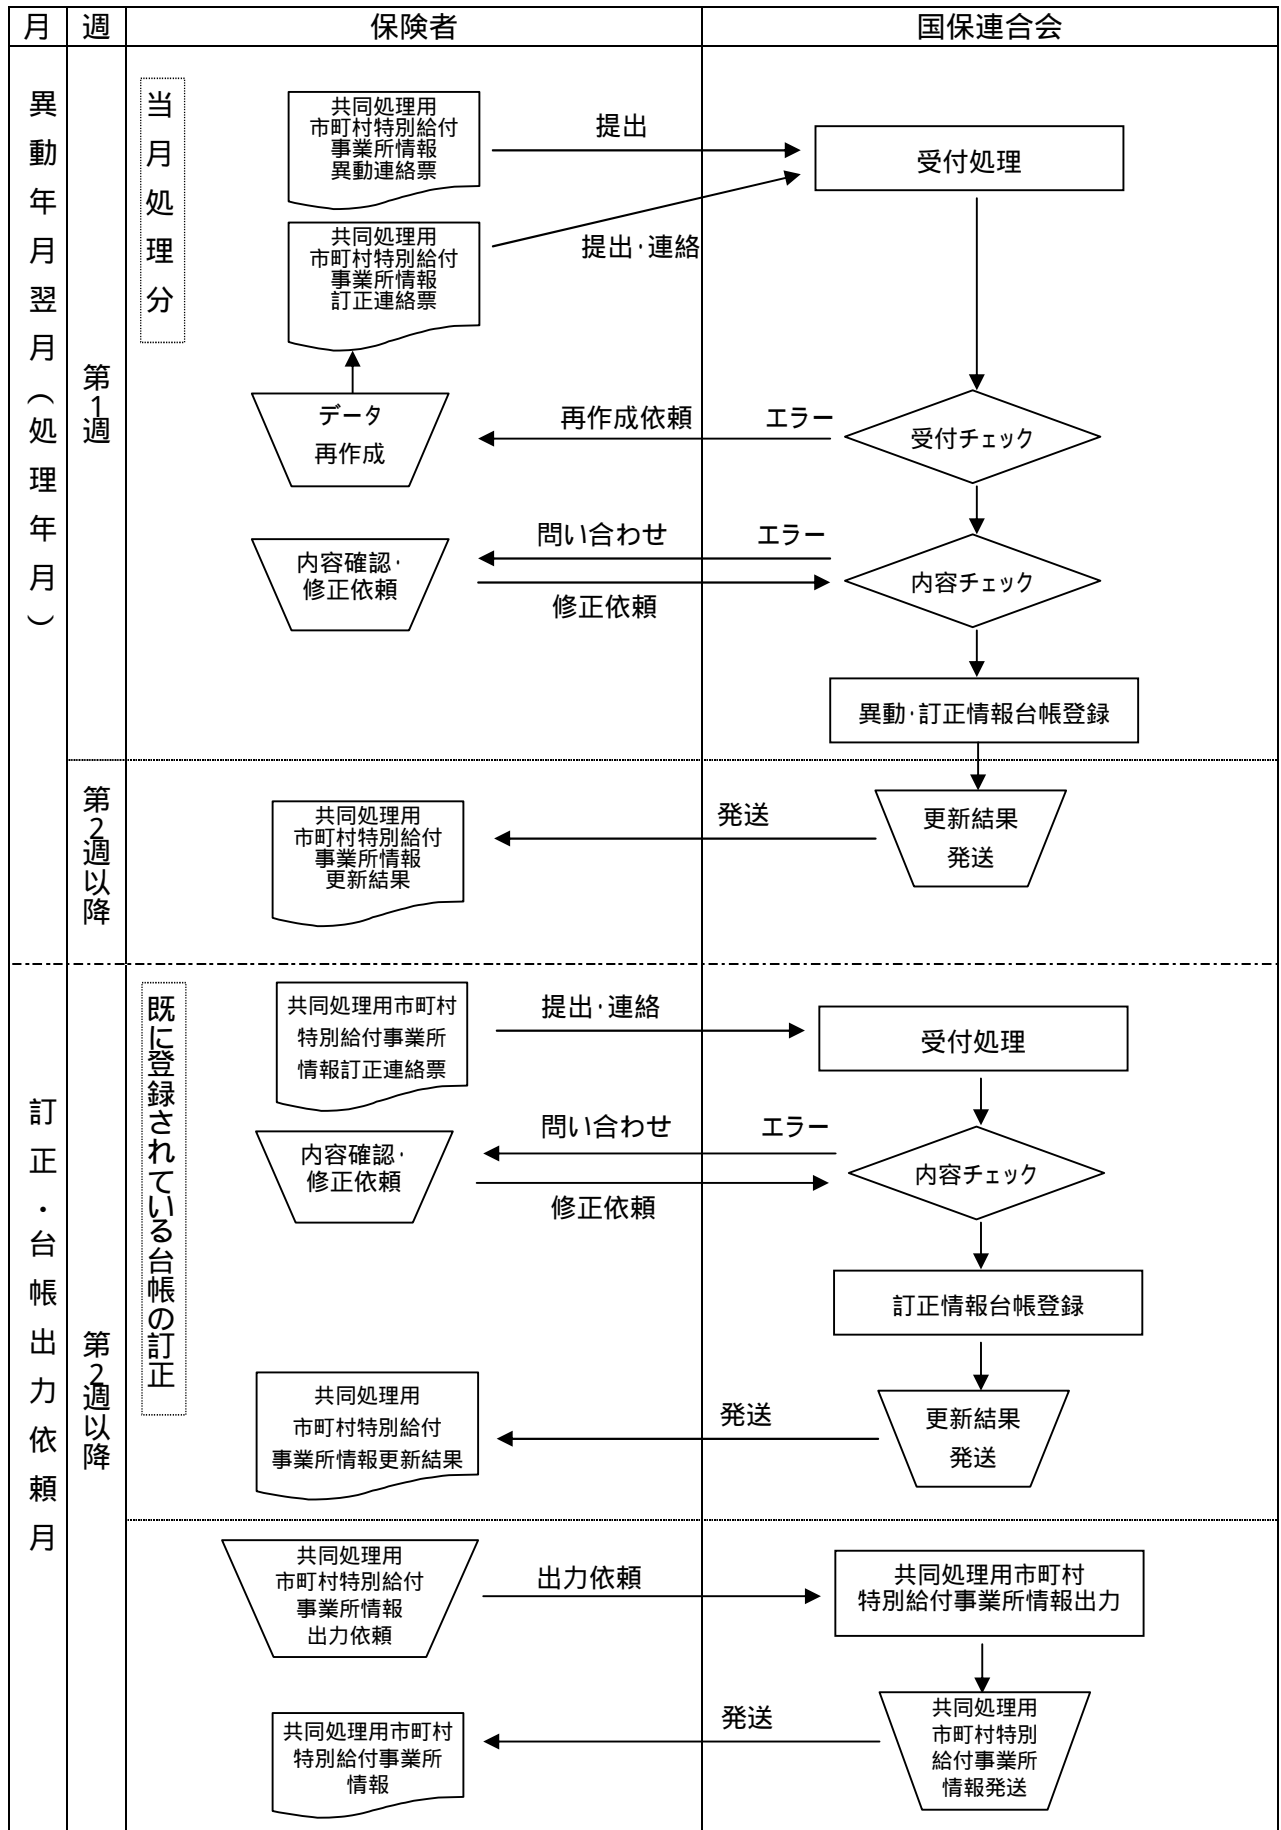 月
週
保険者
国保連合会
異動年月翌月（処理年月）
第1週
当月処理分
共同処理用
市町村特別給付
事業所情報
異動連絡票
提出
受付処理
共同処理用
市町村特別給付
事業所情報
訂正連絡票
提出・連絡
データ
再作成
再作成依頼
エラー
受付チェック
内容確認・
修正依頼
問い合わせ
エラー
修正依頼
内容チェック
異動・訂正情報台帳登録
第2週以降
共同処理用
市町村特別給付
事業所情報
更新結果
発送
更新結果
発送
訂正・台帳出力依頼月
第2週以降
既に登録されている台帳の訂正
共同処理用市町村
特別給付事業所
情報訂正連絡票
提出・連絡
受付処理
内容確認・
修正依頼
問い合わせ
エラー
修正依頼
内容チェック
訂正情報台帳登録
共同処理用
市町村特別給付
事業所情報更新結果
発送
更新結果
発送
共同処理用
市町村特別給付
事業所情報
出力依頼
出力依頼
共同処理用市町村
特別給付事業所情報出力
共同処理用市町村
特別給付事業所
情報
発送
共同処理用
市町村特別
給付事業所
情報発送